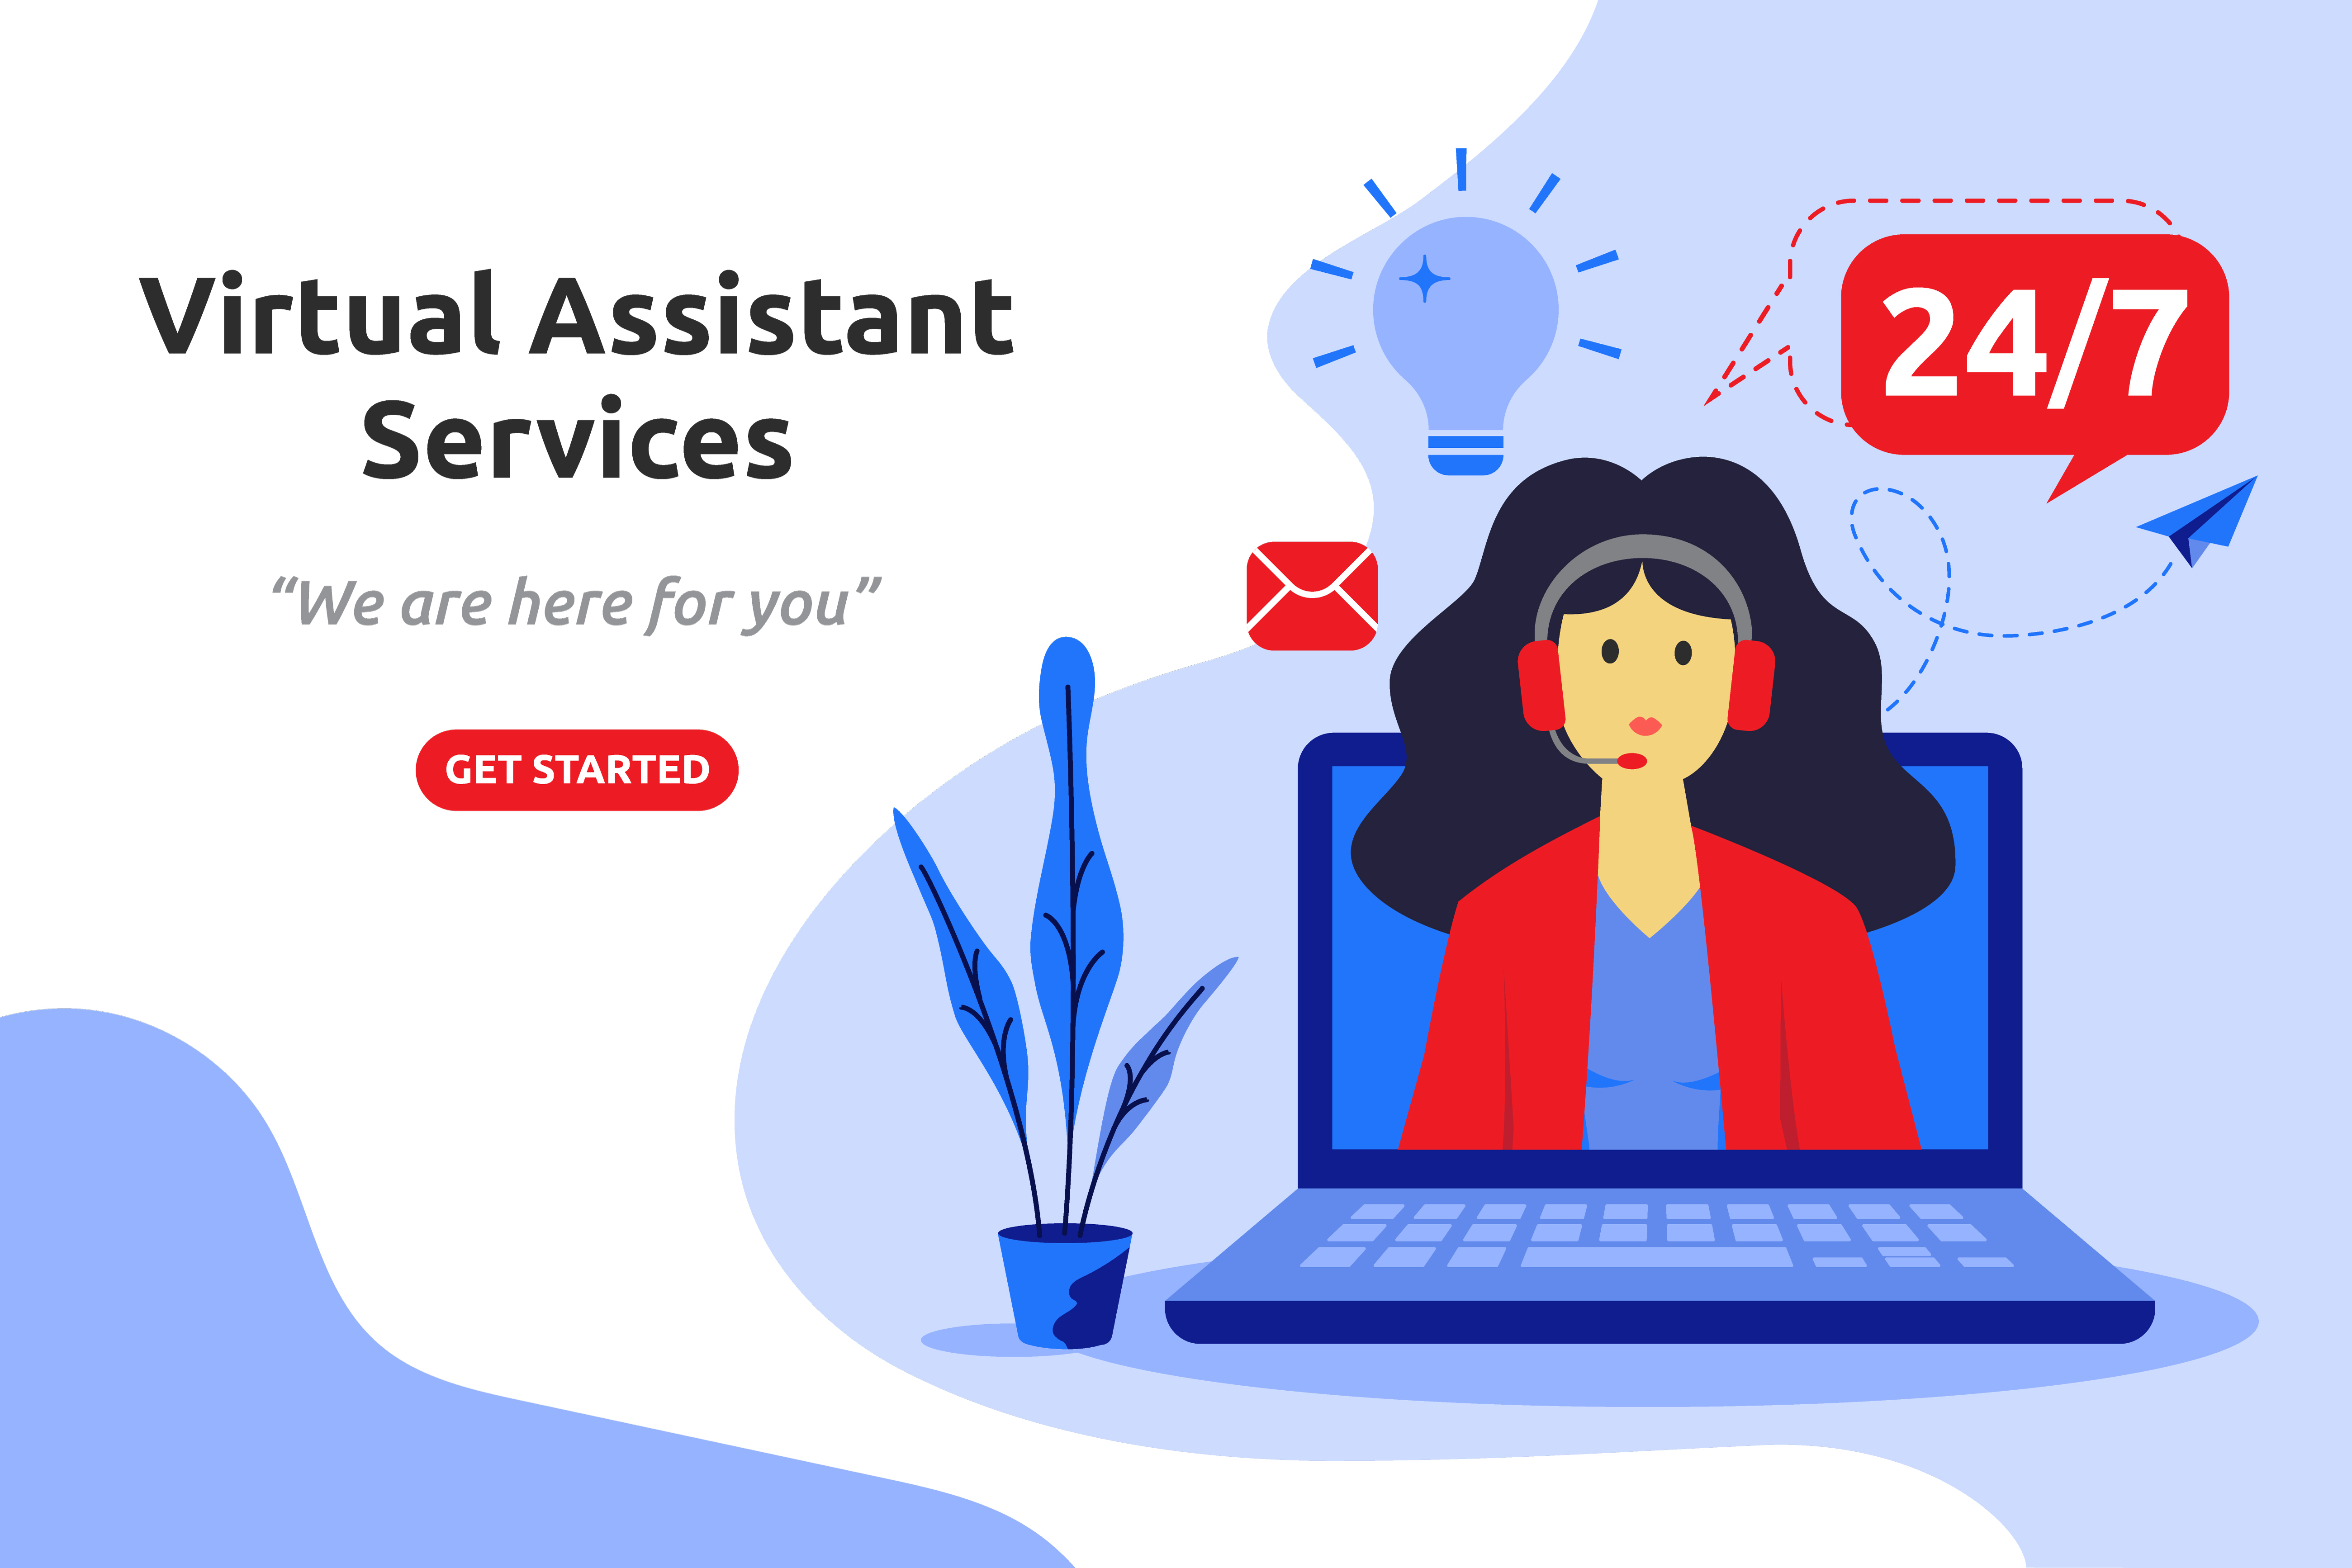 Virtual Assistant
Services
“We are here for you”
GET STARTED
24/7